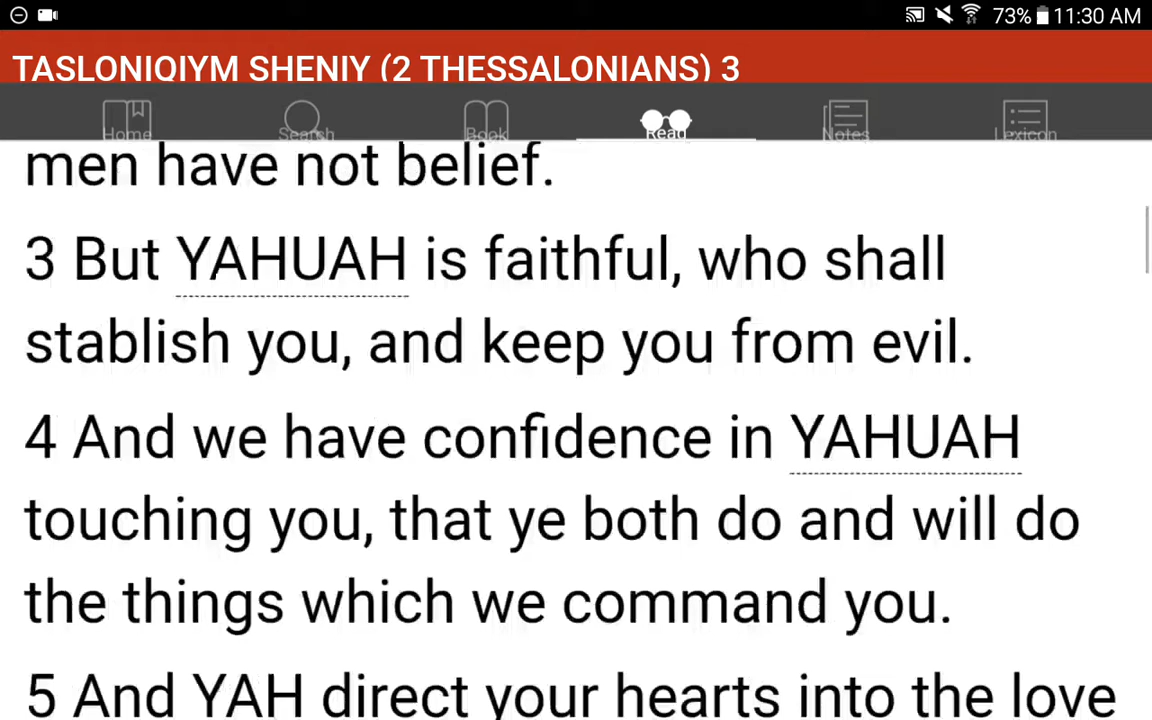 73% 11:30 AM
TASLONIQIYM SHENIY (2 THESSALONIANS) 3
Home Search Book Read Notes Lexicon
men have not belief.
3 But YAHUAH is faithful, who shall
stablish you, and keep you from evil.
4 And we have confidence in YAHUAH
touching you, that ye both do and will do
the things which we command you.
5 And YAH direct your hearts into the love